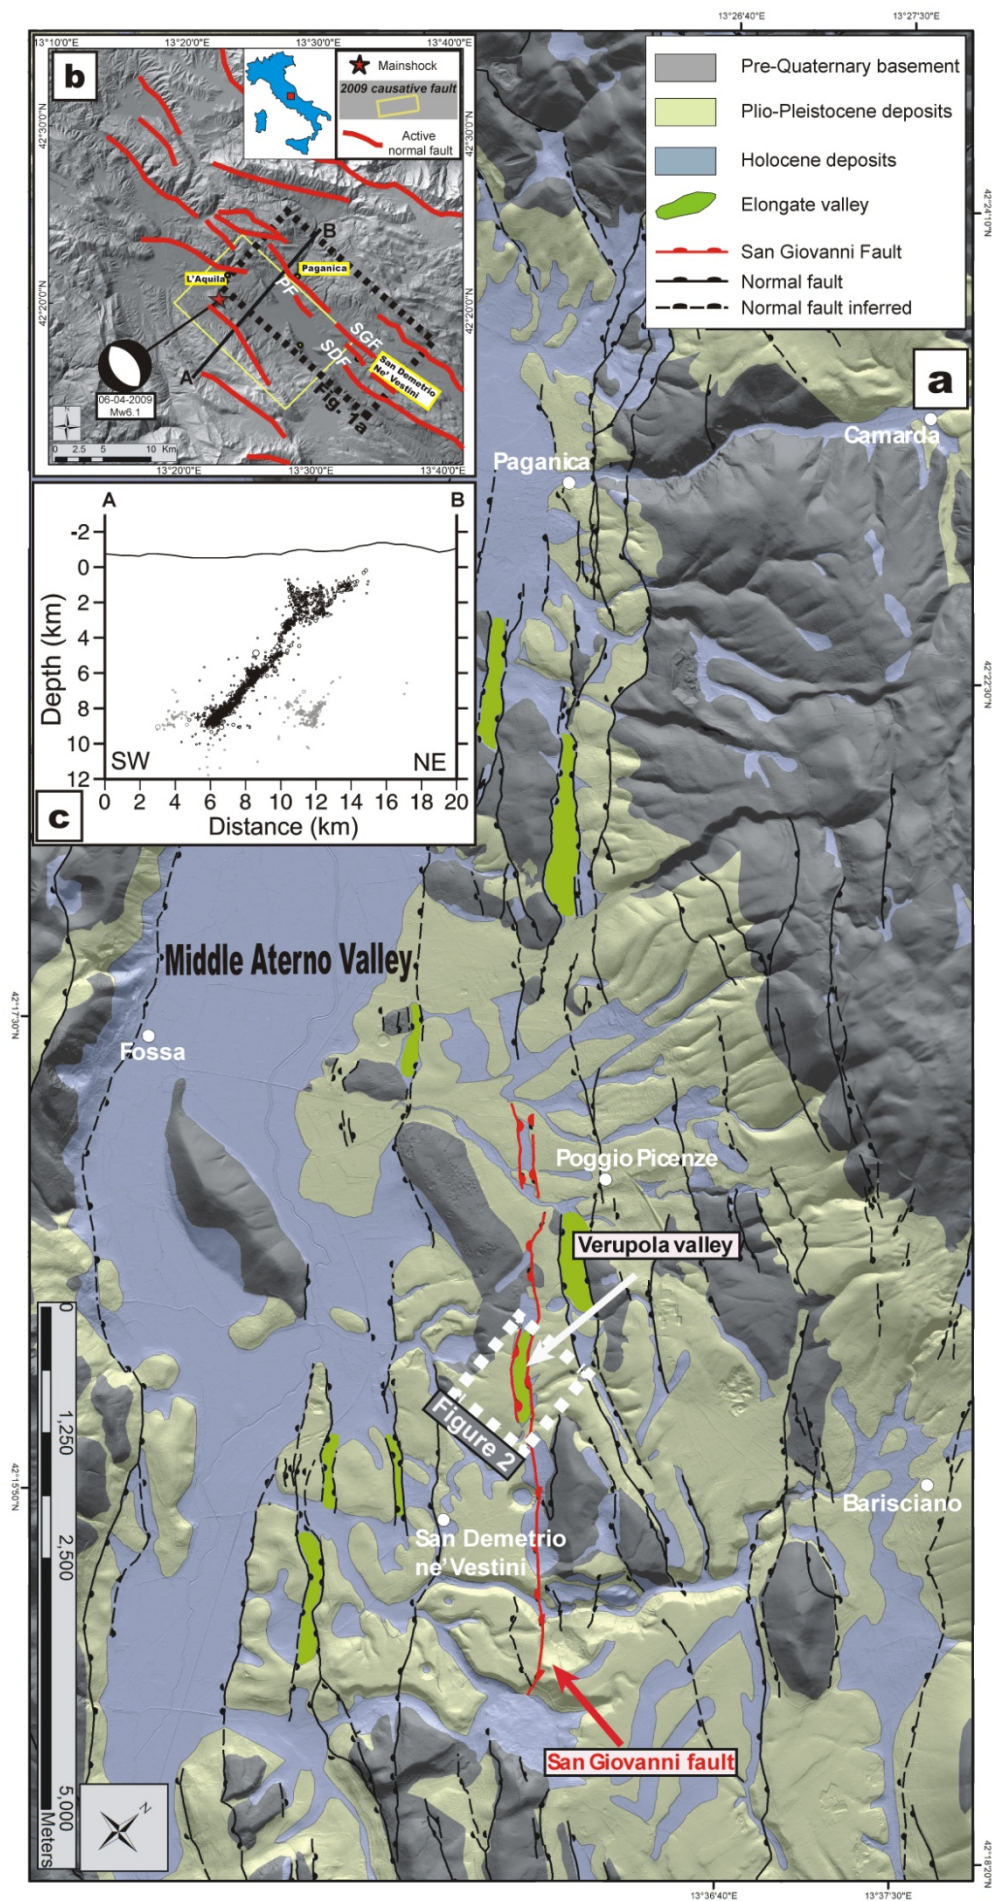 13°26'40"E
13°27'30"E
13°10'0"E
13°20'0"E
13°30'0"E
13°40'0"E
b
Mainshock
2009 causative fault
Active
normal fault
42°30'0"N
42°30'0"N
42°20'0"N
42°20'0"N
B
L'Aquila
Paganica
PF
SGF
SDF
San Demetrio
Ne' Vestini
Fig. 1a
A
06-04-2009
Mw6.1
N
0 2.5 5 10 Km
13°20'0"E
13°30'0"E
13°40'0"E
Pre-Quaternary basement
Plio-Pleistocene deposits
Holocene deposits
Elongate valley
San Giovanni Fault
Normal fault
Normal fault inferred
42°24'10"N
a
Camarda
Paganica
A
B
-2
0
2
4
6
8
10
12
Depth (km)
SW
NE
0 2 4 6 8 10 12 14 16 18 20
Distance (km)
c
42°22'30"N
Middle Aterno Valley
42°17'30"N
Fossa
Poggio Picenze
Verupola valley
Figure 2
42°15'50"N
Barisciano
San Demetrio
ne' Vestini
San Giovanni fault
0
1,250
2,500
5,000
Meters
N
42°18'20"N
13°36'40"E
13°37'30"E